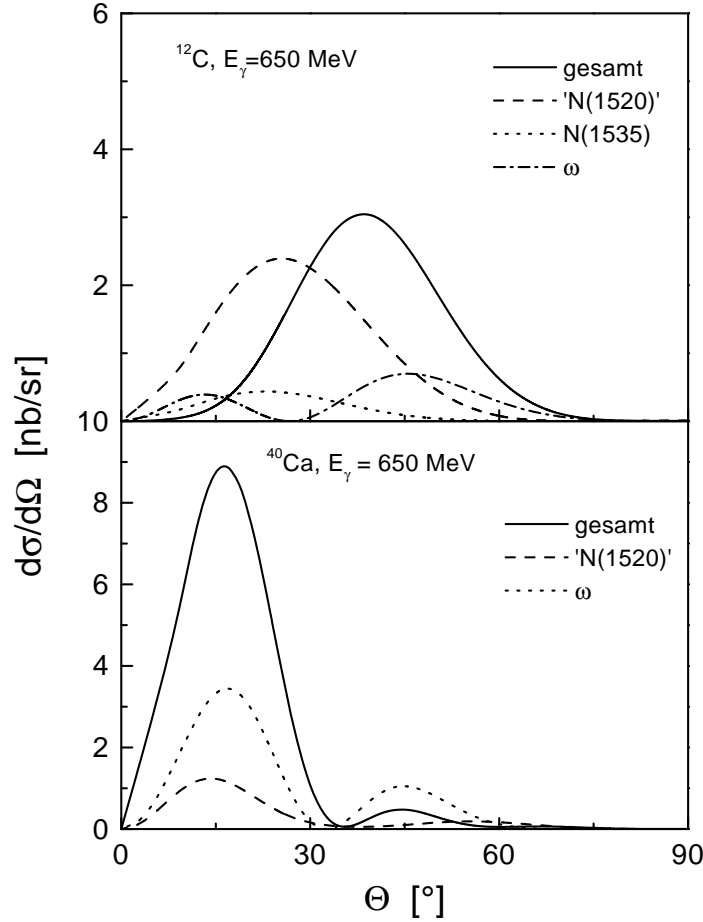 6
¹²C, E_γ=650 MeV
gesamt
'N(1520)'
N(1535)
ω
4
2
10
⁴⁰Ca, E_γ = 650 MeV
gesamt
'N(1520)'
ω
8
6
4
2
0
dσ/dΩ [nb/sr]
0 30 60 90
Θ [°]